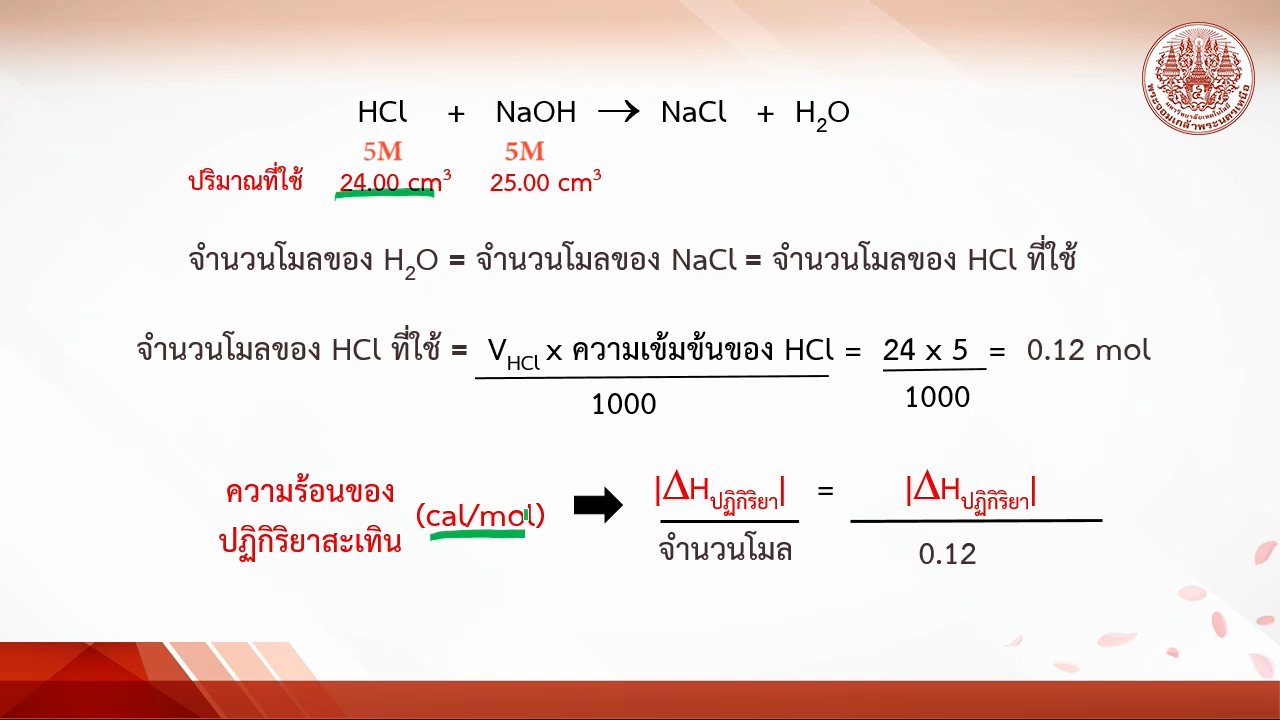 HCl + NaOH → NaCl + H₂O
5M 5M
ปริมาณที่ใช้ 24.00 cm³ 25.00 cm³
จำนวนโมลของ H₂O = จำนวนโมลของ NaCl = จำนวนโมลของ HCl ที่ใช้
จำนวนโมลของ HCl ที่ใช้ = V_HCl x ความเข้มข้นของ HCl = 24 x 5 = 0.12 mol
1000 1000
ความร้อนของ
ปฏิกิริยาสะเทิน (cal/mol) |ΔHปฏิกิริยา| = |ΔHปฏิกิริยา|
จำนวนโมล 0.12